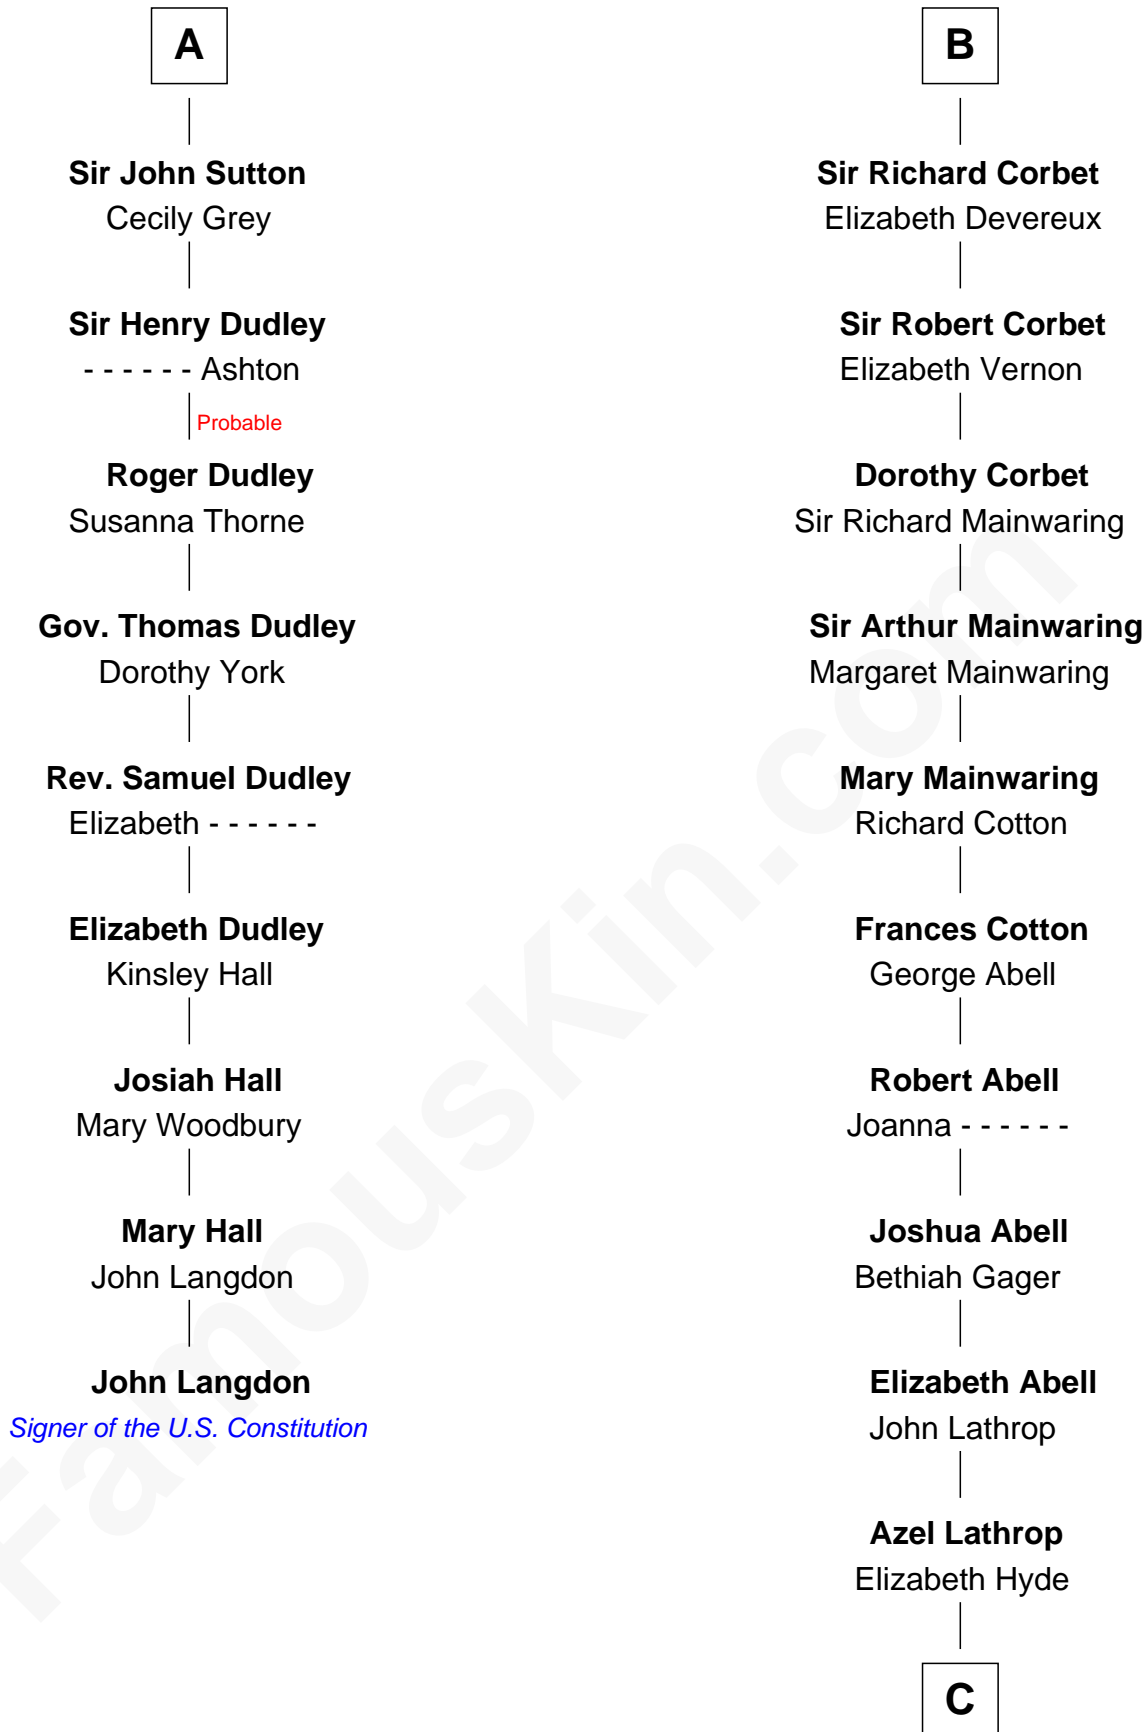 A
Sir John Sutton
Cecily Grey
Sir Henry Dudley
- - - - - - Ashton
Probable
Roger Dudley
Susanna Thorne
Gov. Thomas Dudley
Dorothy York
Rev. Samuel Dudley
Elizabeth - - - - - -
Elizabeth Dudley
Kinsley Hall
Josiah Hall
Mary Woodbury
Mary Hall
John Langdon
John Langdon
Signer of the U.S. Constitution
B
Sir Richard Corbet
Elizabeth Devereux
Sir Robert Corbet
Elizabeth Vernon
Dorothy Corbet
Sir Richard Mainwaring
Sir Arthur Mainwaring
Margaret Mainwaring
Mary Mainwaring
Richard Cotton
Frances Cotton
George Abell
Robert Abell
Joanna - - - - - -
Joshua Abell
Bethiah Gager
Elizabeth Abell
John Lathrop
Azel Lathrop
Elizabeth Hyde
C
FamousKin.com